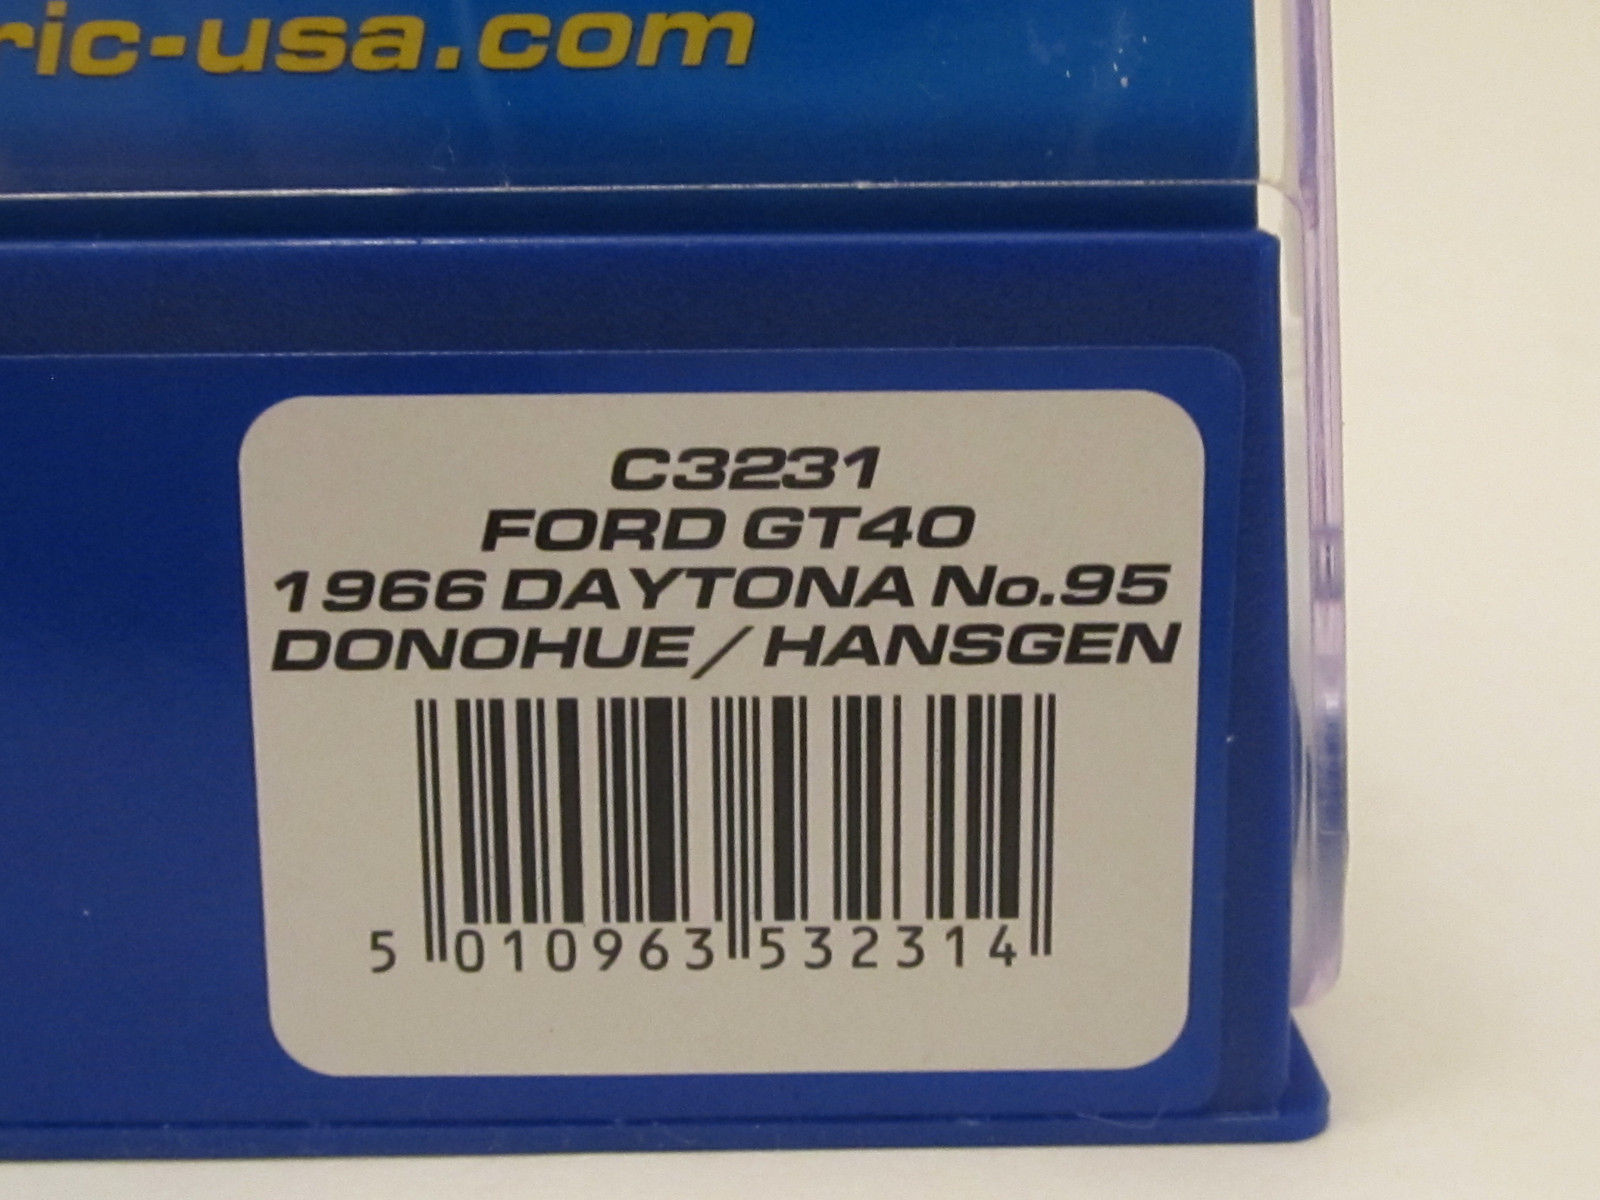 ric-usa.com
C3231
FORD GT40
1966 DAYTONA No.95
DONOHUE/HANSGEN
5 010963 532314